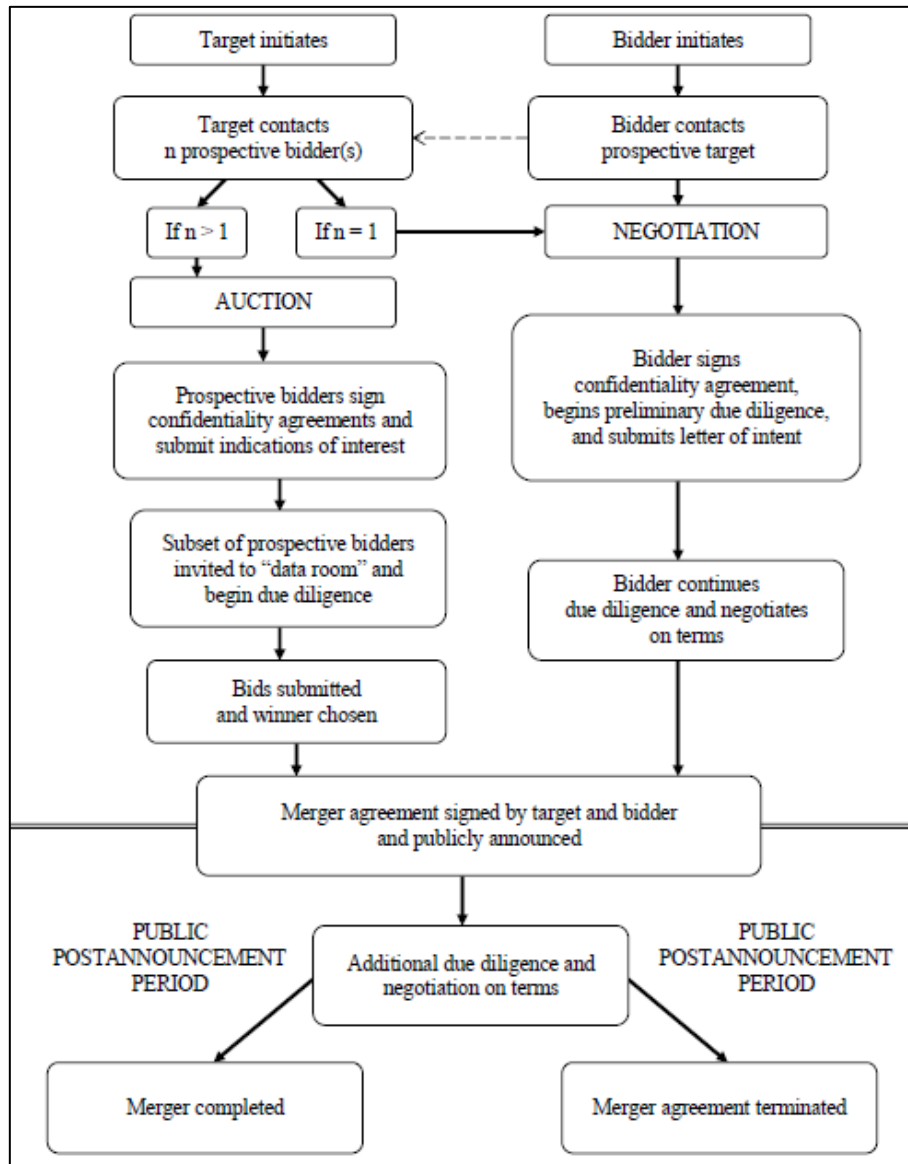 Target initiates
Bidder initiates
Target contacts
n prospective bidder(s)
Bidder contacts
prospective target
If n > 1
If n = 1
NEGOTIATION
AUCTION
Bidder signs
confidentiality agreement,
begins preliminary due diligence,
and submits letter of intent
Prospective bidders sign
confidentiality agreements and
submit indications of interest
Subset of prospective bidders
invited to “data room” and
begin due diligence
Bidder continues
due diligence and negotiates
on terms
Bids submitted
and winner chosen
Merger agreement signed by target and bidder
and publicly announced
PUBLIC
POSTANNOUNCEMENT
PERIOD
Additional due diligence and
negotiation on terms
PUBLIC
POSTANNOUNCEMENT
PERIOD
Merger completed
Merger agreement terminated